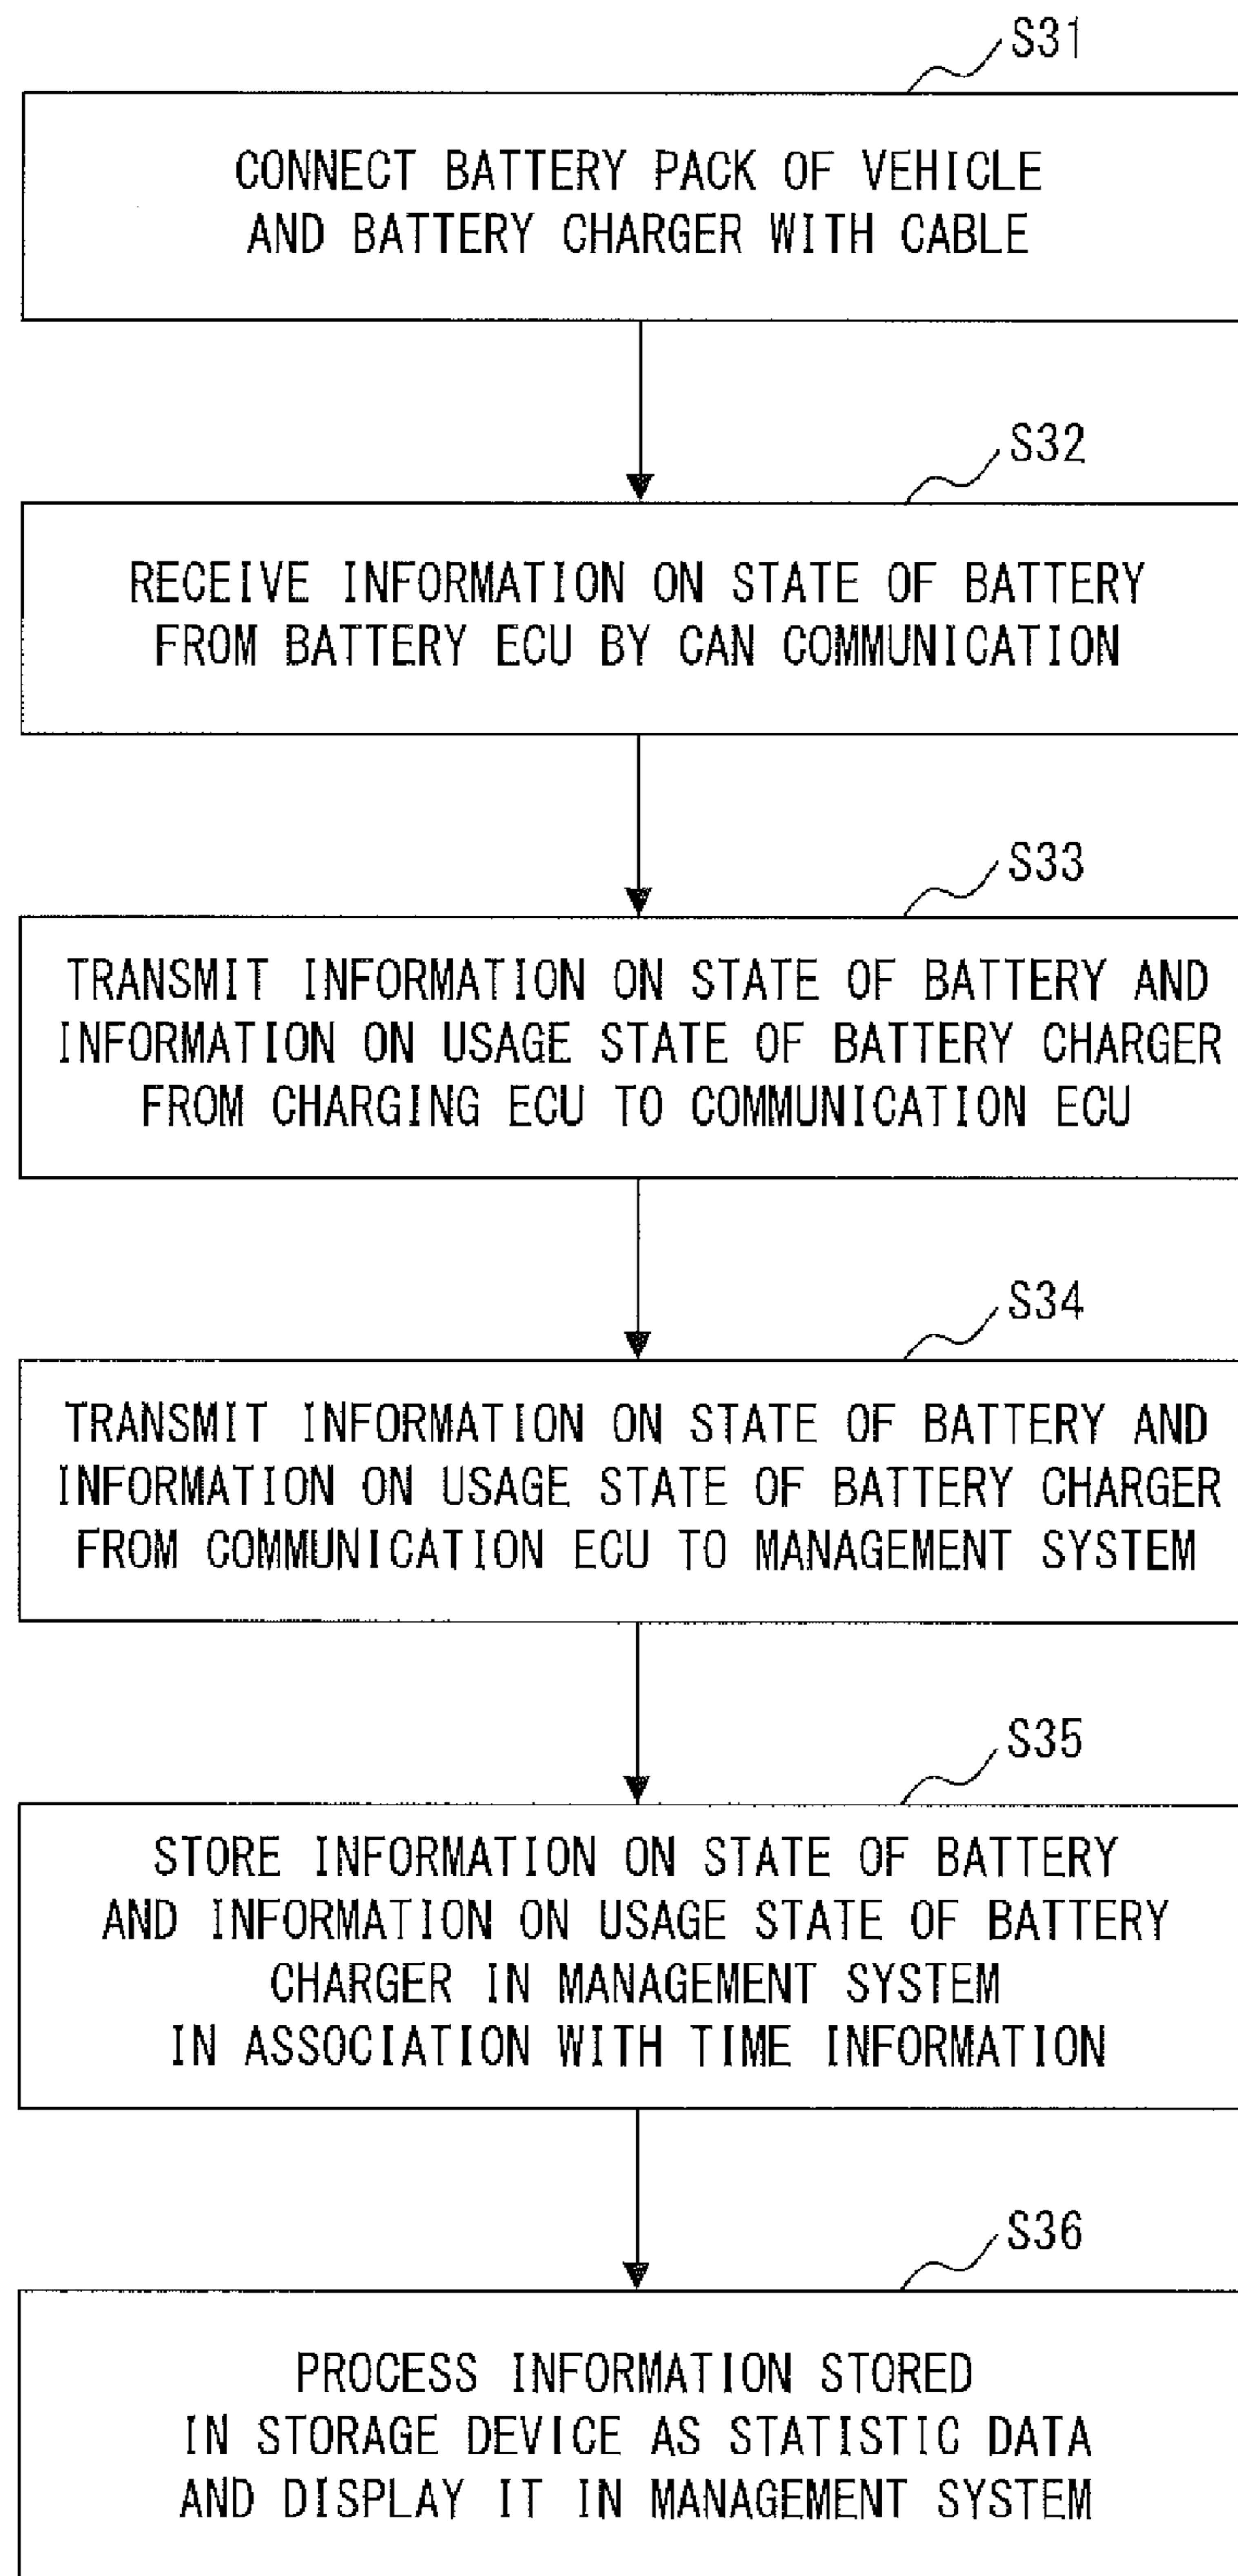 S31
CONNECT BATTERY PACK OF VEHICLE
AND BATTERY CHARGER WITH CABLE
S32
RECEIVE INFORMATION ON STATE OF BATTERY
FROM BATTERY ECU BY CAN COMMUNICATION
S33
TRANSMIT INFORMATION ON STATE OF BATTERY AND
INFORMATION ON USAGE STATE OF BATTERY CHARGER
FROM CHARGING ECU TO COMMUNICATION ECU
S34
TRANSMIT INFORMATION ON STATE OF BATTERY AND
INFORMATION ON USAGE STATE OF BATTERY CHARGER
FROM COMMUNICATION ECU TO MANAGEMENT SYSTEM
S35
STORE INFORMATION ON STATE OF BATTERY
AND INFORMATION ON USAGE STATE OF BATTERY
CHARGER IN MANAGEMENT SYSTEM
IN ASSOCIATION WITH TIME INFORMATION
S36
PROCESS INFORMATION STORED
IN STORAGE DEVICE AS STATISTIC DATA
AND DISPLAY IT IN MANAGEMENT SYSTEM